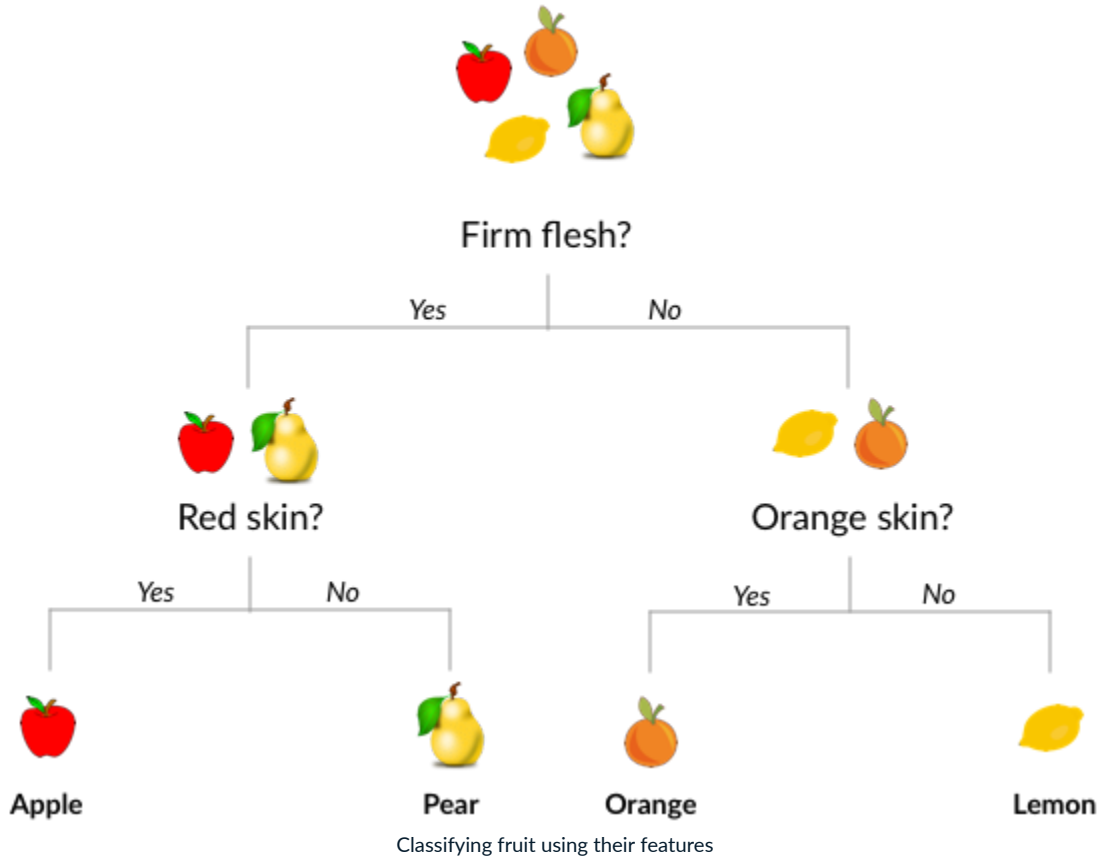 Firm flesh?
Yes No
Red skin? Orange skin?
Yes No Yes No
Apple Pear Orange Lemon
Classifying fruit using their features